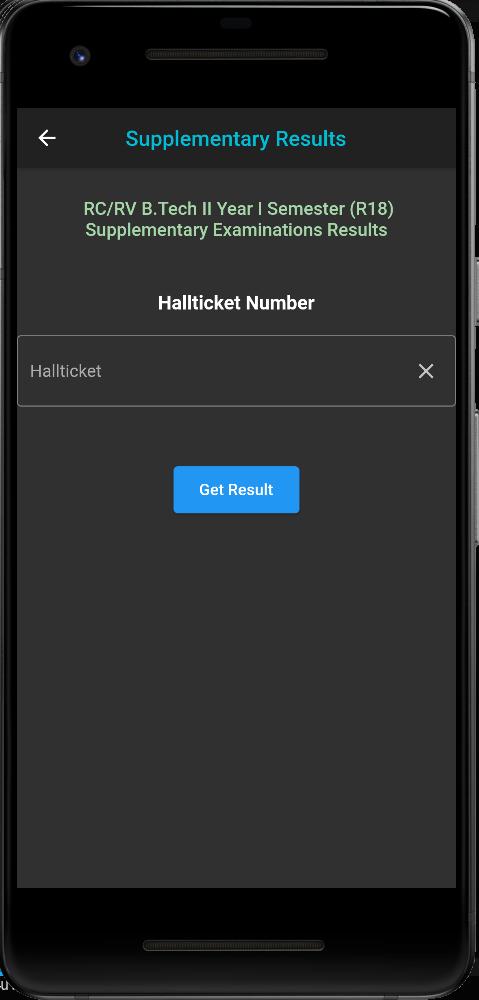 Supplementary Results
RC/RV B.Tech II Year I Semester (R18)
Supplementary Examinations Results
Hallticket Number
Hallticket
Get Result